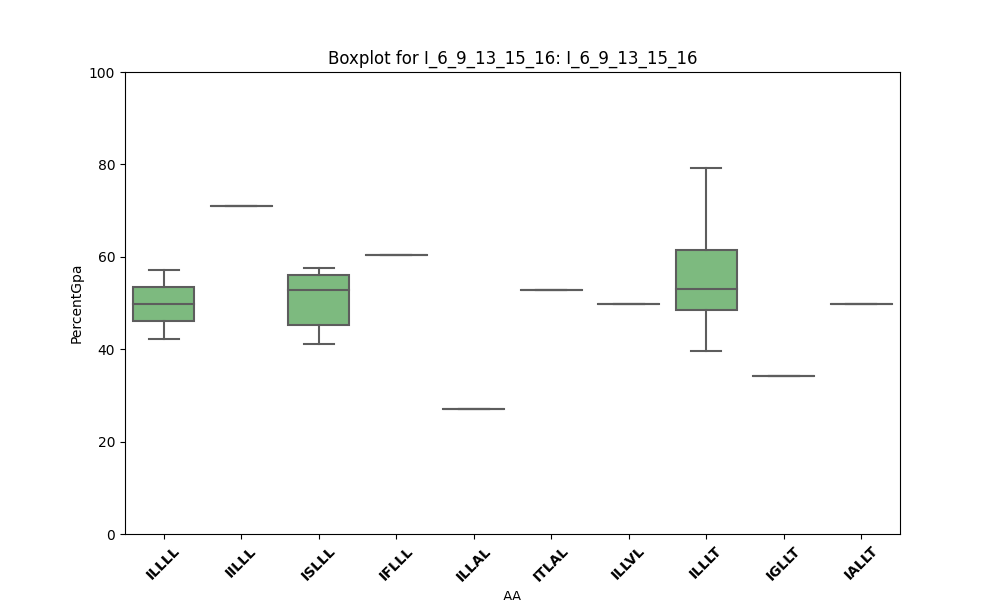 Boxplot for I_6_9_13_15_16: I_6_9_13_15_16
100
80
60
40
20
0
PercentGpa
ILLLL
IILLL
ISLLL
IFLLL
ILLAL
ITLAL
ILLVL
ILLLT
IGLLT
IALLT
AA